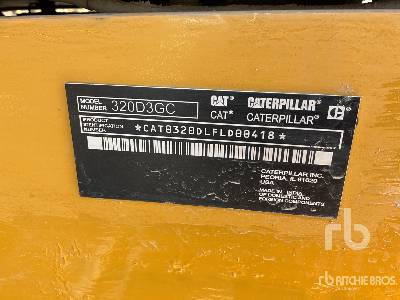 MODEL NUMBER 320D3GC
CAT® CATERPILLAR®
CAT® CATERPILLAR®
PRODUCT IDENTIFICATION NUMBER *CAT0320DLFLD00418*
CATERPILLAR INC.
PEORIA, IL 61629
USA
MADE IN INDIA
OF DOMESTIC AND
FOREIGN COMPONENTS
rb
RITCHIE BROS.